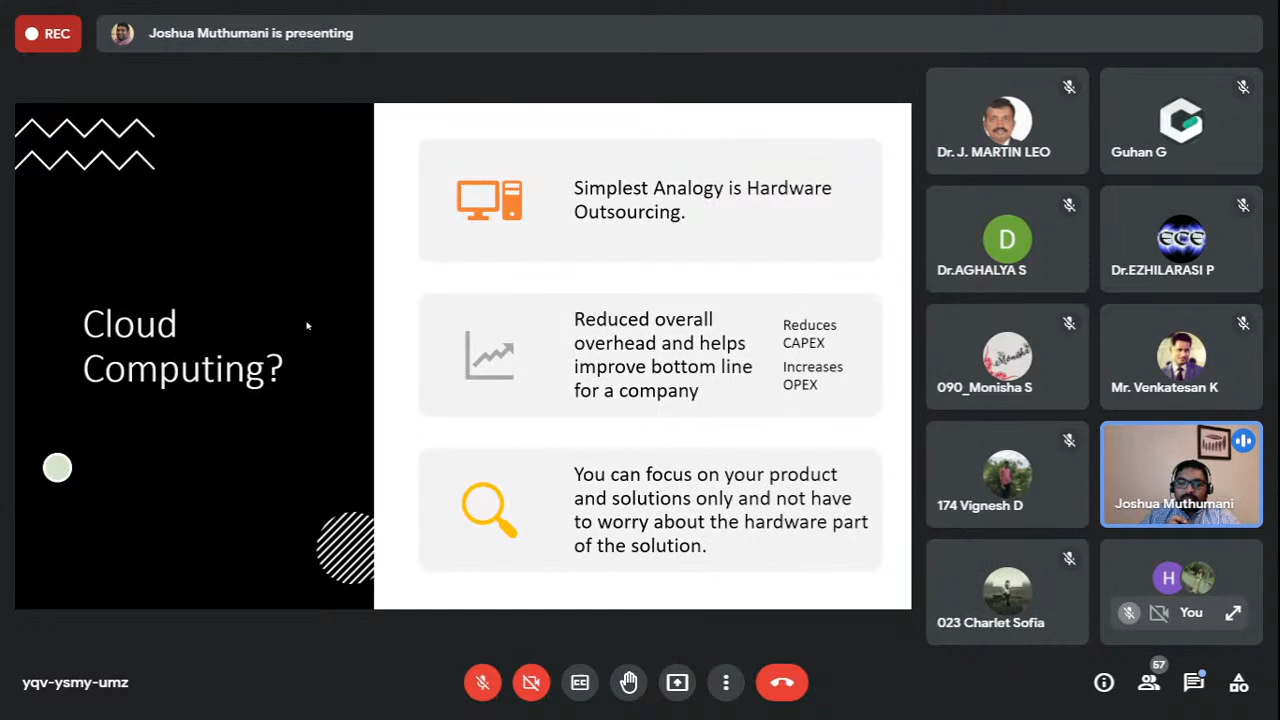 REC
Joshua Muthumani is presenting
Cloud
Computing?
Simplest Analogy is Hardware
Outsourcing.
Reduced overall
overhead and helps
improve bottom line
for a company
Reduces
CAPEX
Increases
OPEX
You can focus on your product
and solutions only and not have
to worry about the hardware part
of the solution.
Dr. J. MARTIN LEO
G
Guhan G
D
Dr.AGHALYA S
ECE
Dr.EZHILARASI P
Monisha
090_Monisha S
Mr. Venkatesan K
174 Vignesh D
Joshua Muthumani
023 Charlet Sofia
H
You
yqv-ysmy-umz
CC
57